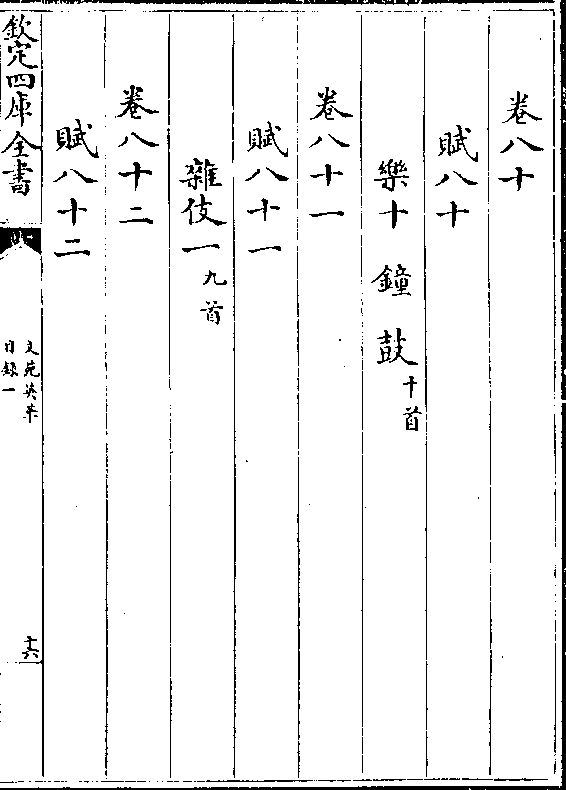 卷八十
賦八十
樂十 鐘 鼓十首
卷八十一
賦八十一
雜伎一九首
卷八十二
賦八十二
欽定四庫全書
文苑英華
目録一
十六